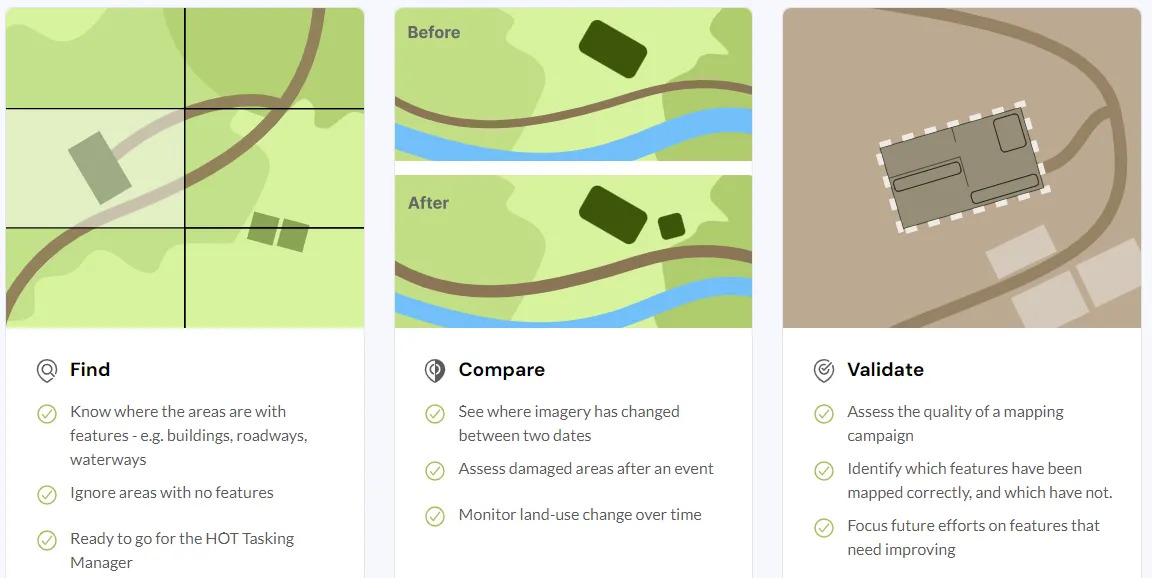 Before
After
Find
Know where the areas are with
features - e.g. buildings, roadways,
waterways
Ignore areas with no features
Ready to go for the HOT Tasking
Manager
Compare
See where imagery has changed
between two dates
Assess damaged areas after an event
Monitor land-use change over time
Validate
Assess the quality of a mapping
campaign
Identify which features have been
mapped correctly, and which have not.
Focus future efforts on features that
need improving